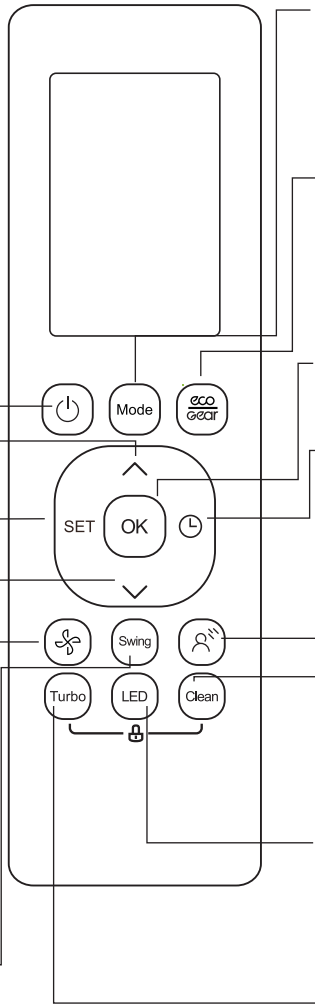 Mode
eco
Gear
SET
OK
Swing
Turbo
LED
Clean